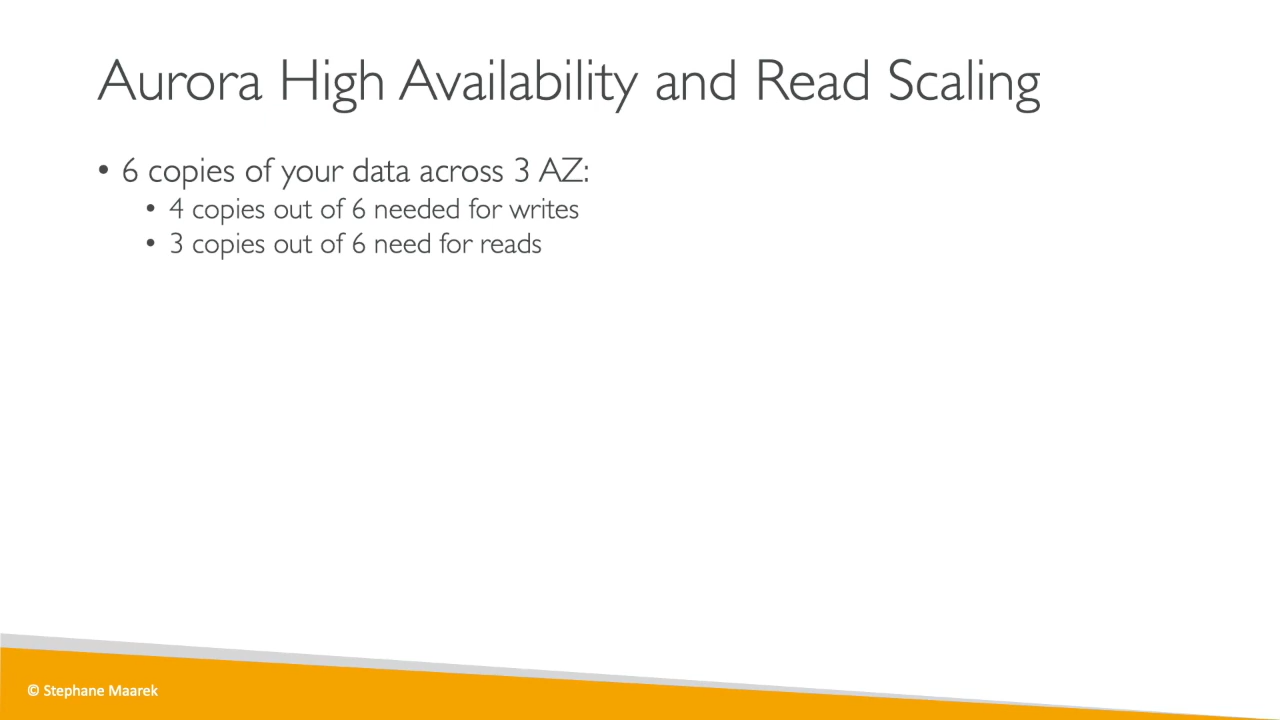 Aurora High Availability and Read Scaling
• 6 copies of your data across 3 AZ:
• 4 copies out of 6 needed for writes
• 3 copies out of 6 need for reads
© Stephane Maarek